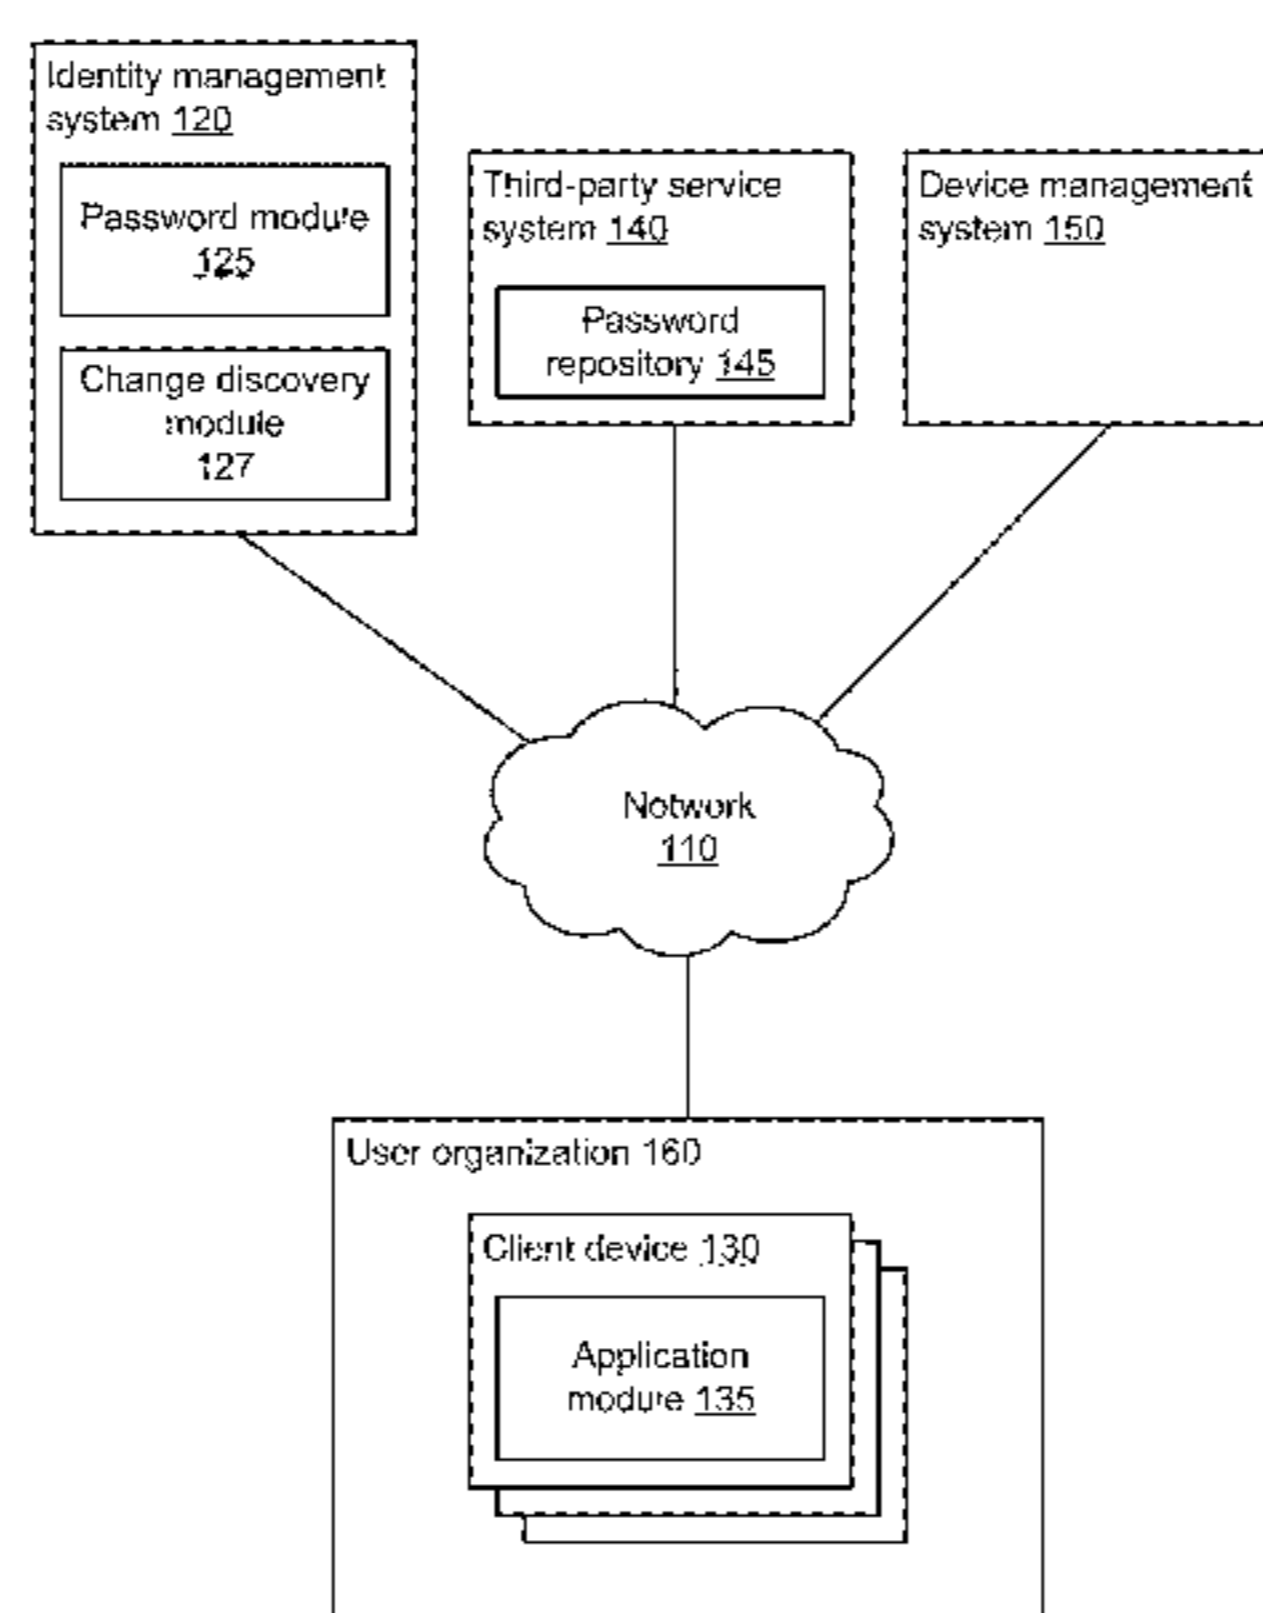 Identity management
system 120
Password module
125
Change discovery
module
127
Third-party service
system 140
Password
repository 145
Device management
system 150
Network
110
User organization 160
Client device 130
Application
module 135